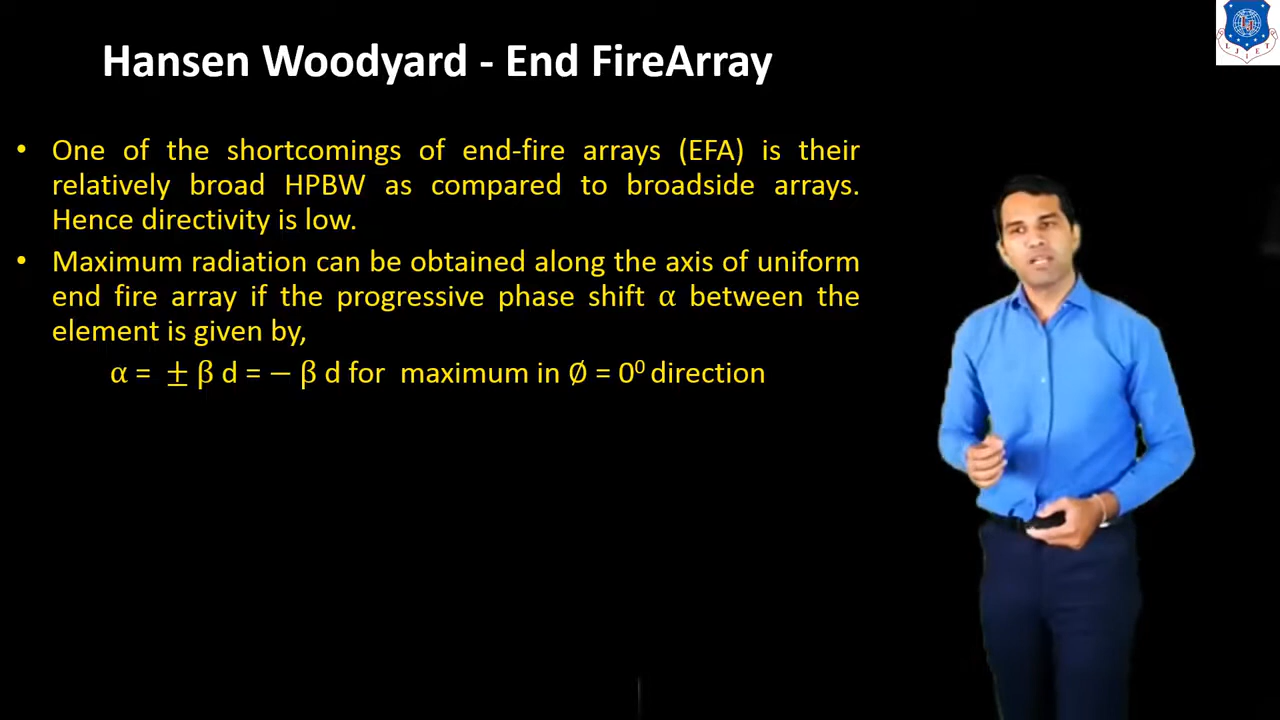 Hansen Woodyard - End FireArray
• One of the shortcomings of end-fire arrays (EFA) is their
relatively broad HPBW as compared to broadside arrays.
Hence directivity is low.
• Maximum radiation can be obtained along the axis of uniform
end fire array if the progressive phase shift α between the
element is given by,
α = ± β d = − β d for maximum in Ø = 0⁰ direction